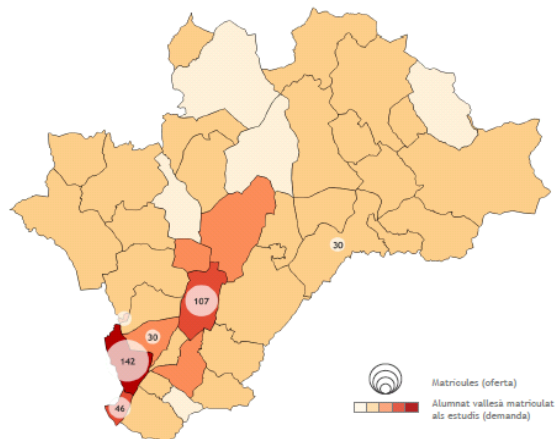 30
107
30
142
46
Matrícules (oferta)
Alumnat vallesà matriculat
als estudis (demanda)